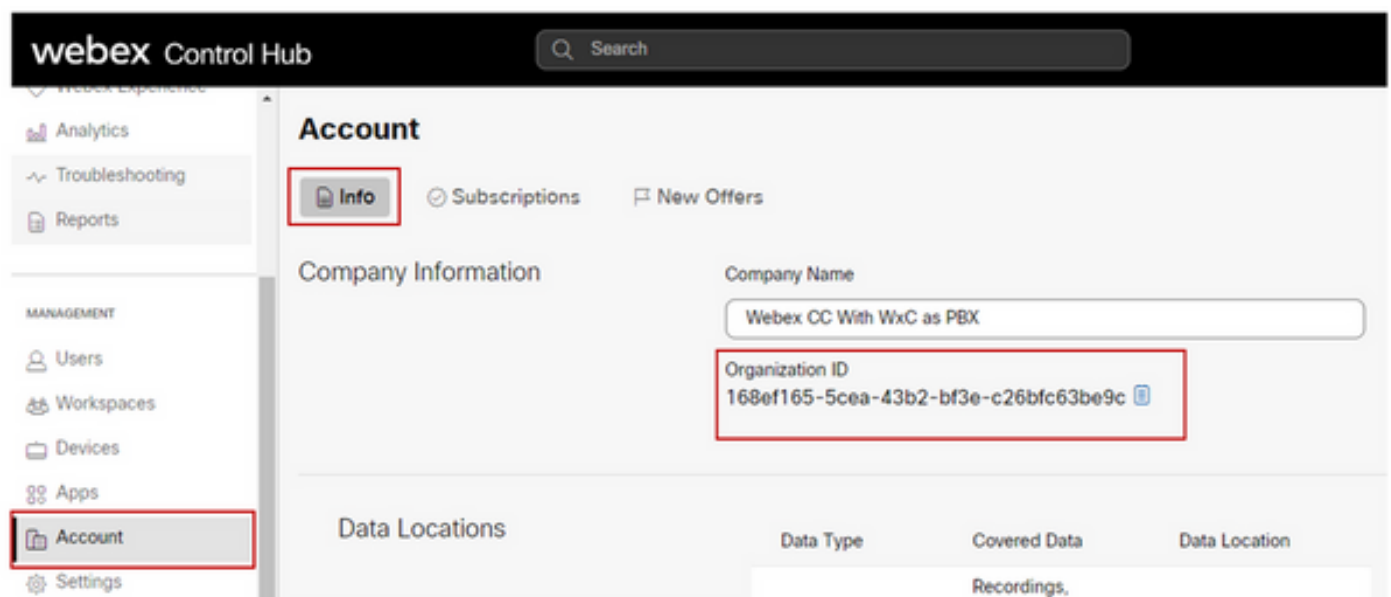 webex Control Hub
Search
Webex Experience
Analytics
Troubleshooting
Reports
MANAGEMENT
Users
Workspaces
Devices
Apps
Account
Settings
Account
Info
Subscriptions
New Offers
Company Information
Company Name
Webex CC With WxC as PBX
Organization ID
168ef165-5cea-43b2-bf3e-c26bfc63be9c
Data Locations
Data Type
Covered Data
Data Location
Recordings,